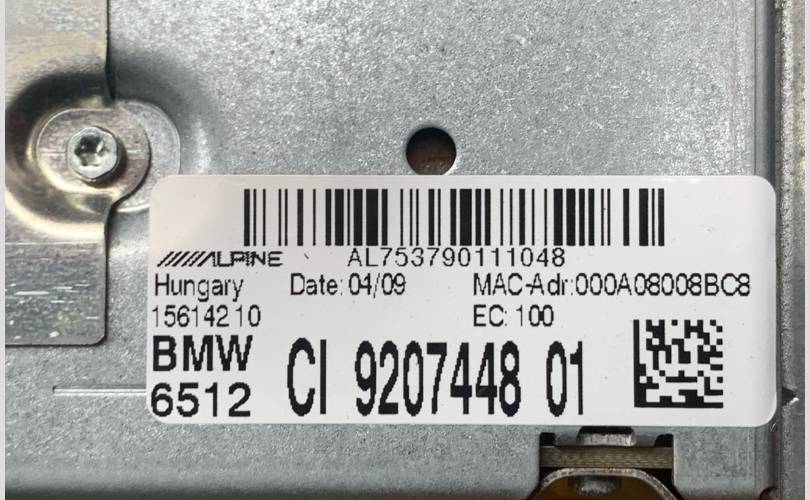 ALPINE AL753790111048
Hungary Date: 04/09 MAC-Adr:000A08008BC8
15614210 EC: 100
BMW
6512 CI 9207448 01